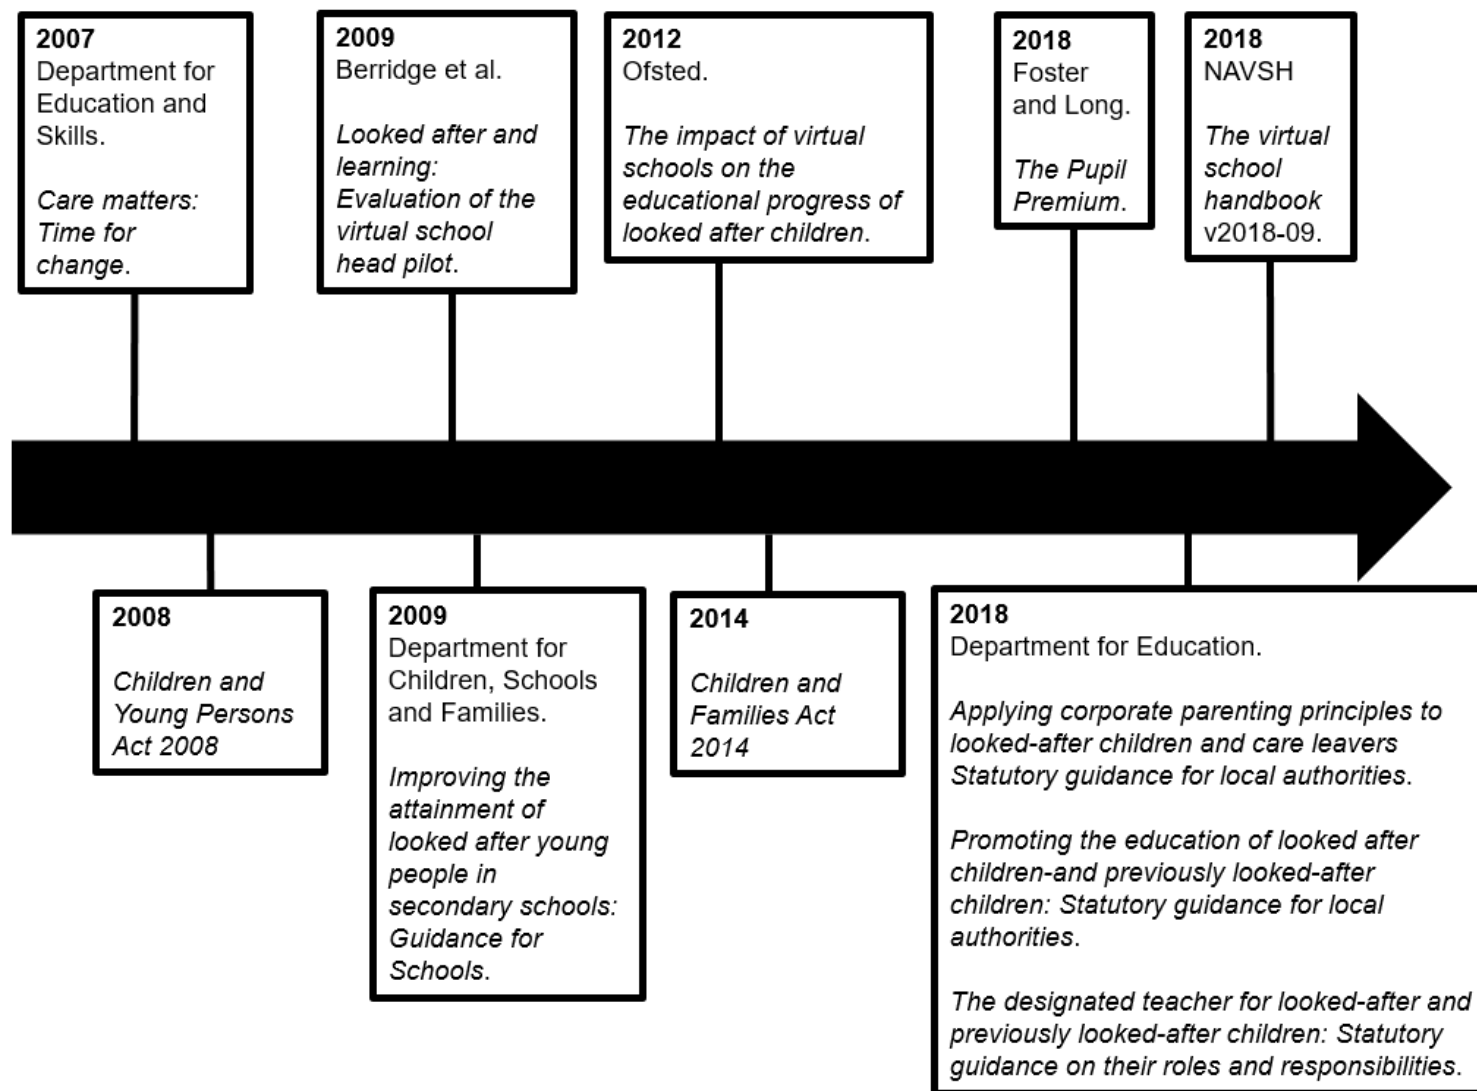 2007
Department for
Education and
Skills.
Care matters:
Time for
change.
2009
Berridge et al.
Looked after and
learning:
Evaluation of the
virtual school
head pilot.
2012
Ofsted.
The impact of virtual
schools on the
educational progress of
looked after children.
2018
Foster
and Long.
The Pupil
Premium.
2018
NAVSH
The virtual
school
handbook
v2018-09.
2008
Children and
Young Persons
Act 2008
2009
Department for
Children, Schools
and Families.
Improving the
attainment of
looked after young
people in
secondary schools:
Guidance for
Schools.
2014
Children and
Families Act
2014
2018
Department for Education.
Applying corporate parenting principles to
looked-after children and care leavers
Statutory guidance for local authorities.
Promoting the education of looked after
children-and previously looked-after
children: Statutory guidance for local
authorities.
The designated teacher for looked-after and
previously looked-after children: Statutory
guidance on their roles and responsibilities.